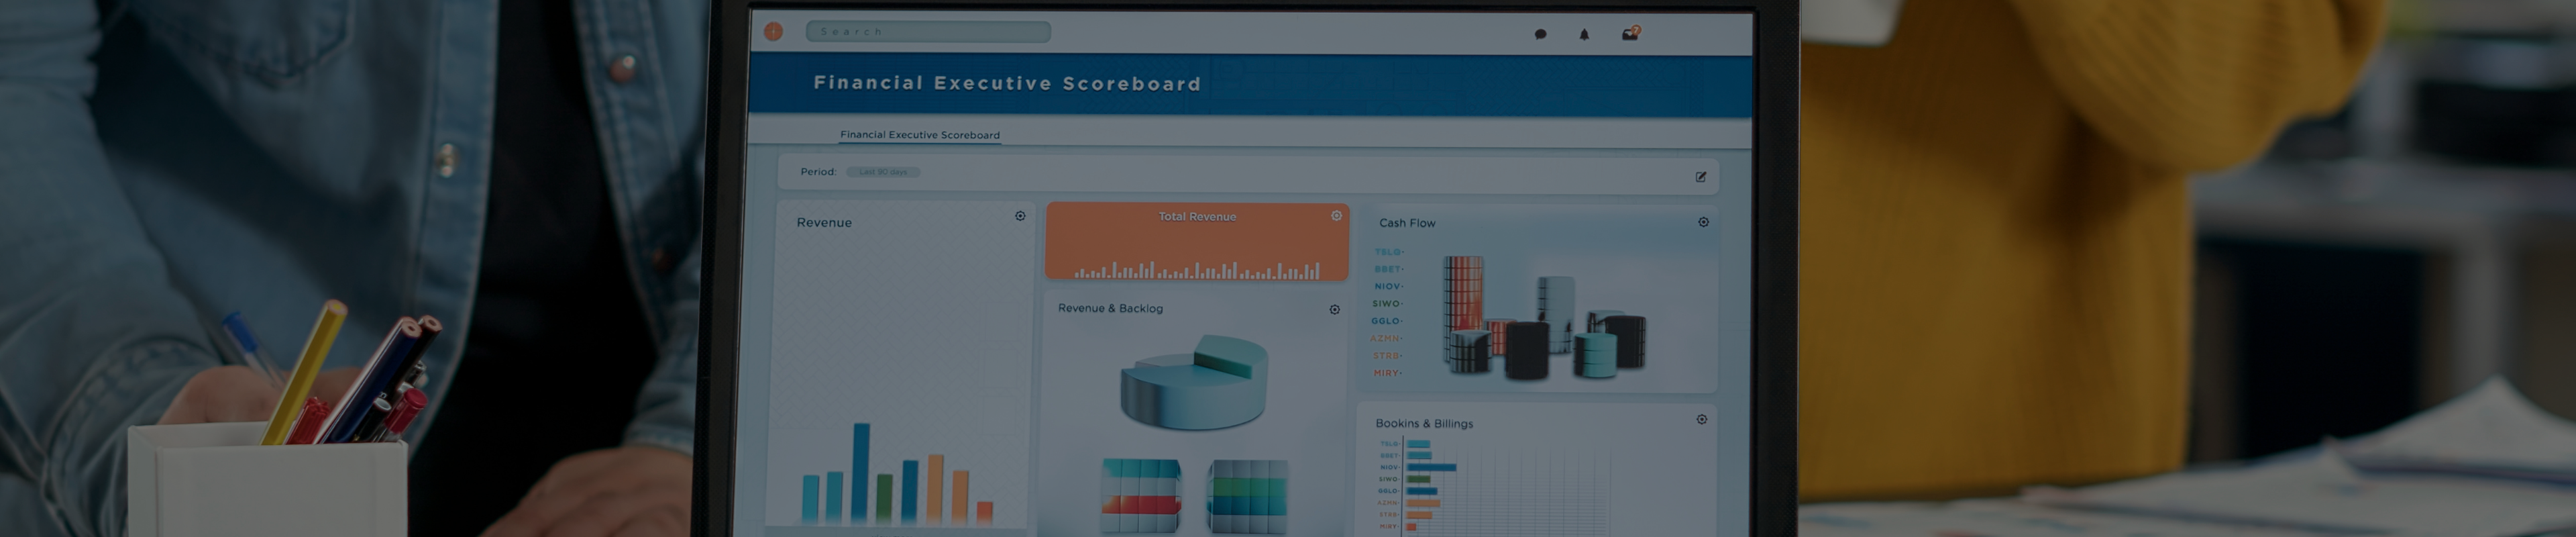 Search
Financial Executive Scoreboard
Financial Executive Scoreboard
Period: Last 90 days
Revenue
Total Revenue
Cash Flow
TSLG
BBET
NIOV
SIWO
GGLO
AZMN
STRB
MIRY
Revenue & Backlog
Bookins & Billings
TSLG
BBET
NIOV
SIWO
GGLO
AZMN
STRB
MIRY